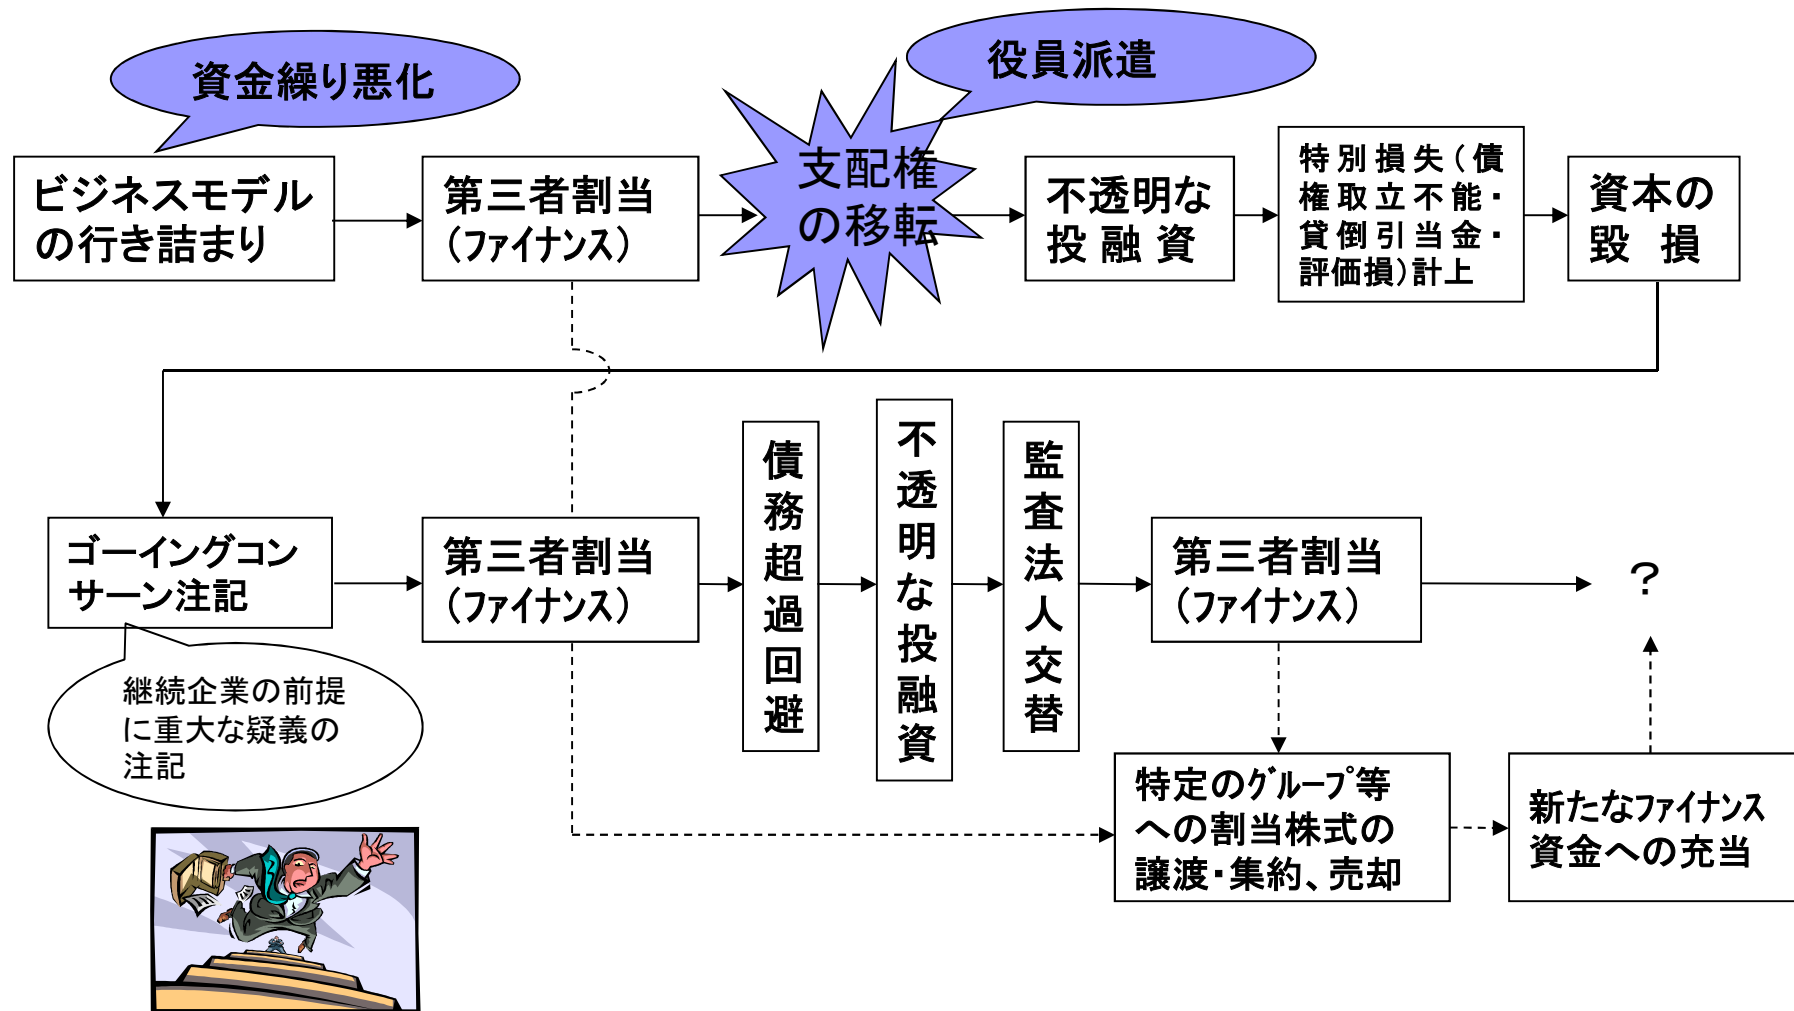 資金繰り悪化
役員派遣
ビジネスモデル
の行き詰まり
第三者割当
（ファイナンス）
支配権
の移転
不透明な
投融資
特別損失（債
権取立不能・
貸倒引当金・
評価損）計上
資本の
毀損
ゴーイングコン
サーン注記
第三者割当
（ファイナンス）
債務超過回避
不透明な投融資
監査法人交替
第三者割当
（ファイナンス）
？
継続企業の前提
に重大な疑義の
注記
特定のグループ等
への割当株式の
譲渡・集約、売却
新たなファイナンス
資金への充当